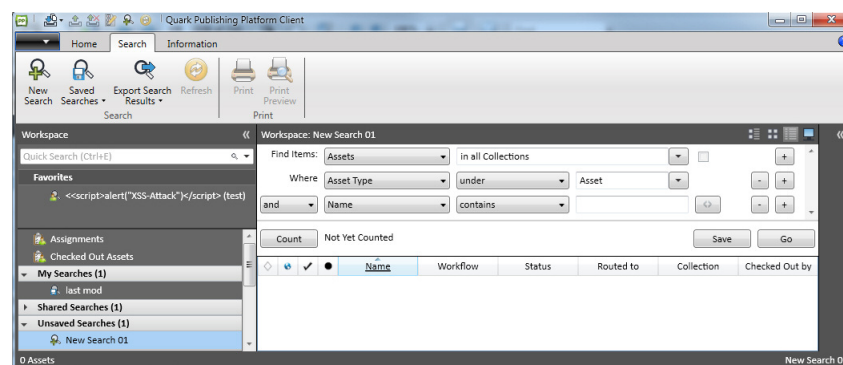 Quark Publishing Platform Client
Home Search Information
New Search
Saved Searches
Export Search Results
Refresh
Print
Print Preview
Search
Print
Workspace
Workspace: New Search 01
Quick Search (Ctrl+E)
Find Items: Assets in all Collections
Favorites
Where Asset Type under Asset
<<script>alert("XSS-Attack")</script> (test)
and Name contains
Assignments
Count Not Yet Counted Save Go
Checked Out Assets
Name Workflow Status Routed to Collection Checked Out by
My Searches (1)
last mod
Shared Searches (1)
Unsaved Searches (1)
New Search 01
0 Assets
New Search 0